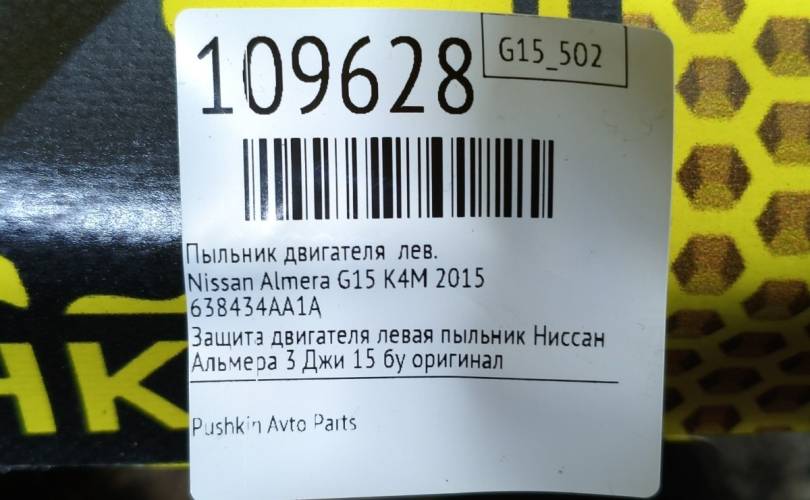 109628
G15_502
Пыльник двигателя лев.
Nissan Almera G15 K4M 2015
638434AA1A
Защита двигателя левая пыльник Ниссан
Альмера 3 Джи 15 бу оригинал
Pushkin Avto Parts